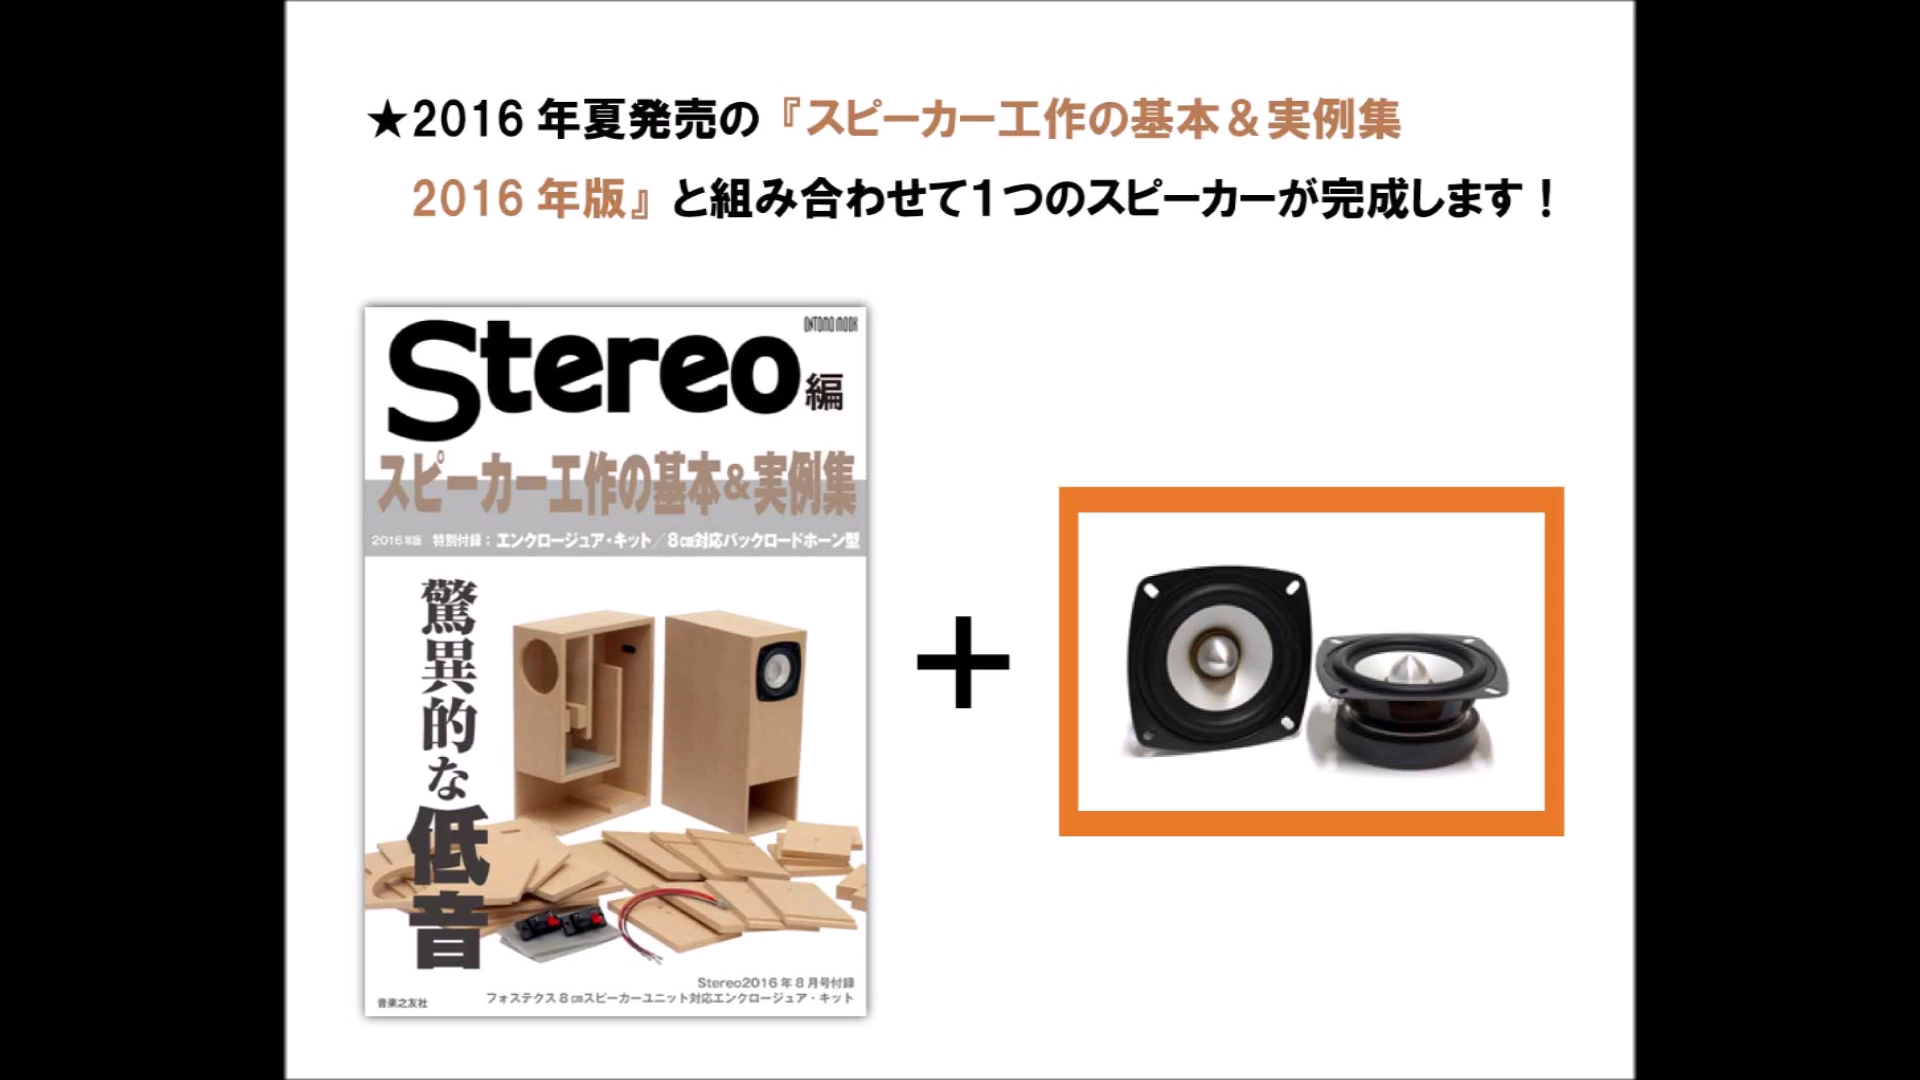 ★2016年夏発売の『スピーカー工作の基本＆実例集
2016年版』と組み合わせて1つのスピーカーが完成します！
ONTOMO MOOK
Stereo編
スピーカー工作の基本&実例集
2016年版 特別付録：エンクロージュア・キット／8㎝対応バックロードホーン型
驚異的な低音
+
Stereo2016年8月号付録
フォステクス8㎝スピーカーユニット対応エンクロージュア・キット
音楽之友社